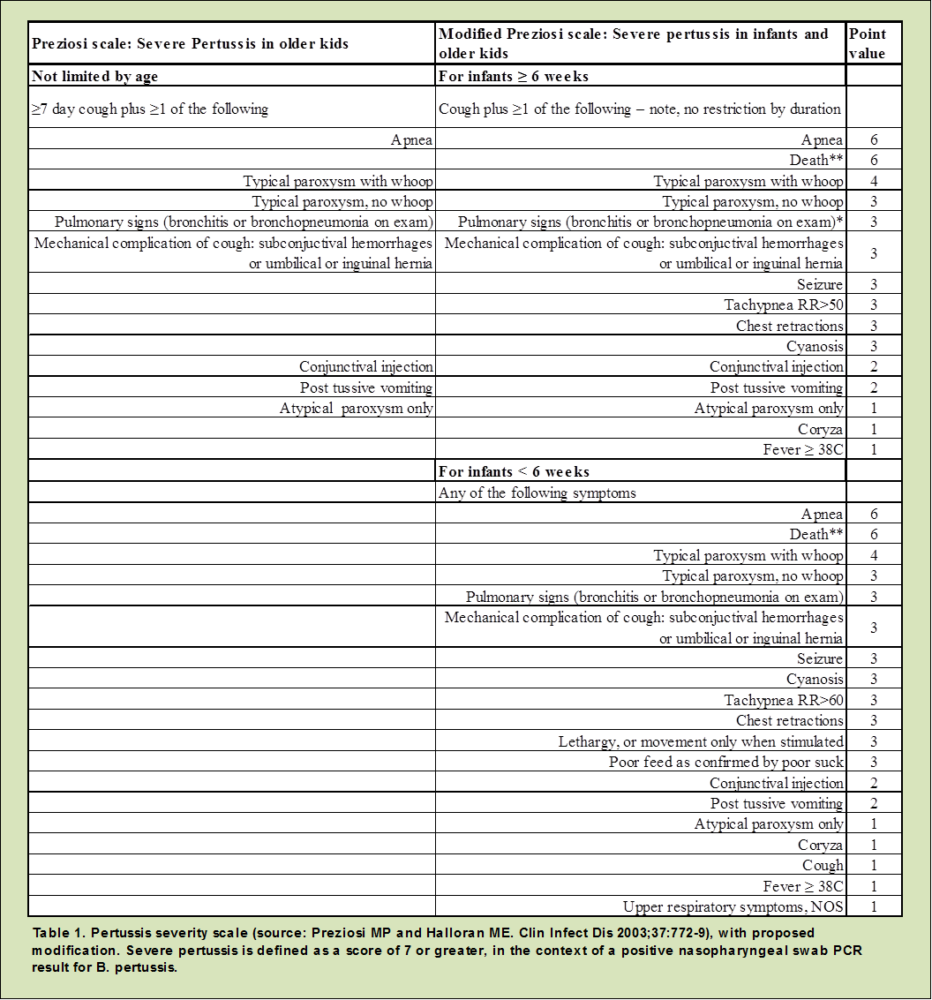 Preziosi scale: Severe Pertussis in older kids
Modified Preziosi scale: Severe pertussis in infants and
older kids
Point
value
Not limited by age
For infants ≥ 6 weeks
≥7 day cough plus ≥1 of the following
Cough plus ≥1 of the following – note, no restriction by duration
Apnea
Apnea
6
Death**
6
Typical paroxysm with whoop
Typical paroxysm with whoop
4
Typical paroxysm, no whoop
Typical paroxysm, no whoop
3
Pulmonary signs (bronchitis or bronchopneumonia on exam)
Pulmonary signs (bronchitis or bronchopneumonia on exam)*
3
Mechanical complication of cough: subconjuctival hemorrhages
or umbilical or inguinal hernia
Mechanical complication of cough: subconjuctival hemorrhages
or umbilical or inguinal hernia
3
Seizure
3
Tachypnea RR>50
3
Chest retractions
3
Cyanosis
3
Conjunctival injection
Conjunctival injection
2
Post tussive vomiting
Post tussive vomiting
2
Atypical paroxysm only
Atypical paroxysm only
1
Coryza
1
Fever ≥ 38C
1
For infants < 6 weeks
Any of the following symptoms
Apnea
6
Death**
6
Typical paroxysm with whoop
4
Typical paroxysm, no whoop
3
Pulmonary signs (bronchitis or bronchopneumonia on exam)
3
Mechanical complication of cough: subconjuctival hemorrhages
or umbilical or inguinal hernia
3
Seizure
3
Cyanosis
3
Tachypnea RR>60
3
Chest retractions
3
Lethargy, or movement only when stimulated
3
Poor feed as confirmed by poor suck
3
Conjunctival injection
2
Post tussive vomiting
2
Atypical paroxysm only
1
Coryza
1
Cough
1
Fever ≥ 38C
1
Upper respiratory symptoms, NOS
1
Table 1. Pertussis severity scale (source: Preziosi MP and Halloran ME. Clin Infect Dis 2003;37:772-9), with proposed
modification. Severe pertussis is defined as a score of 7 or greater, in the context of a positive nasopharyngeal swab PCR
result for B. pertussis.